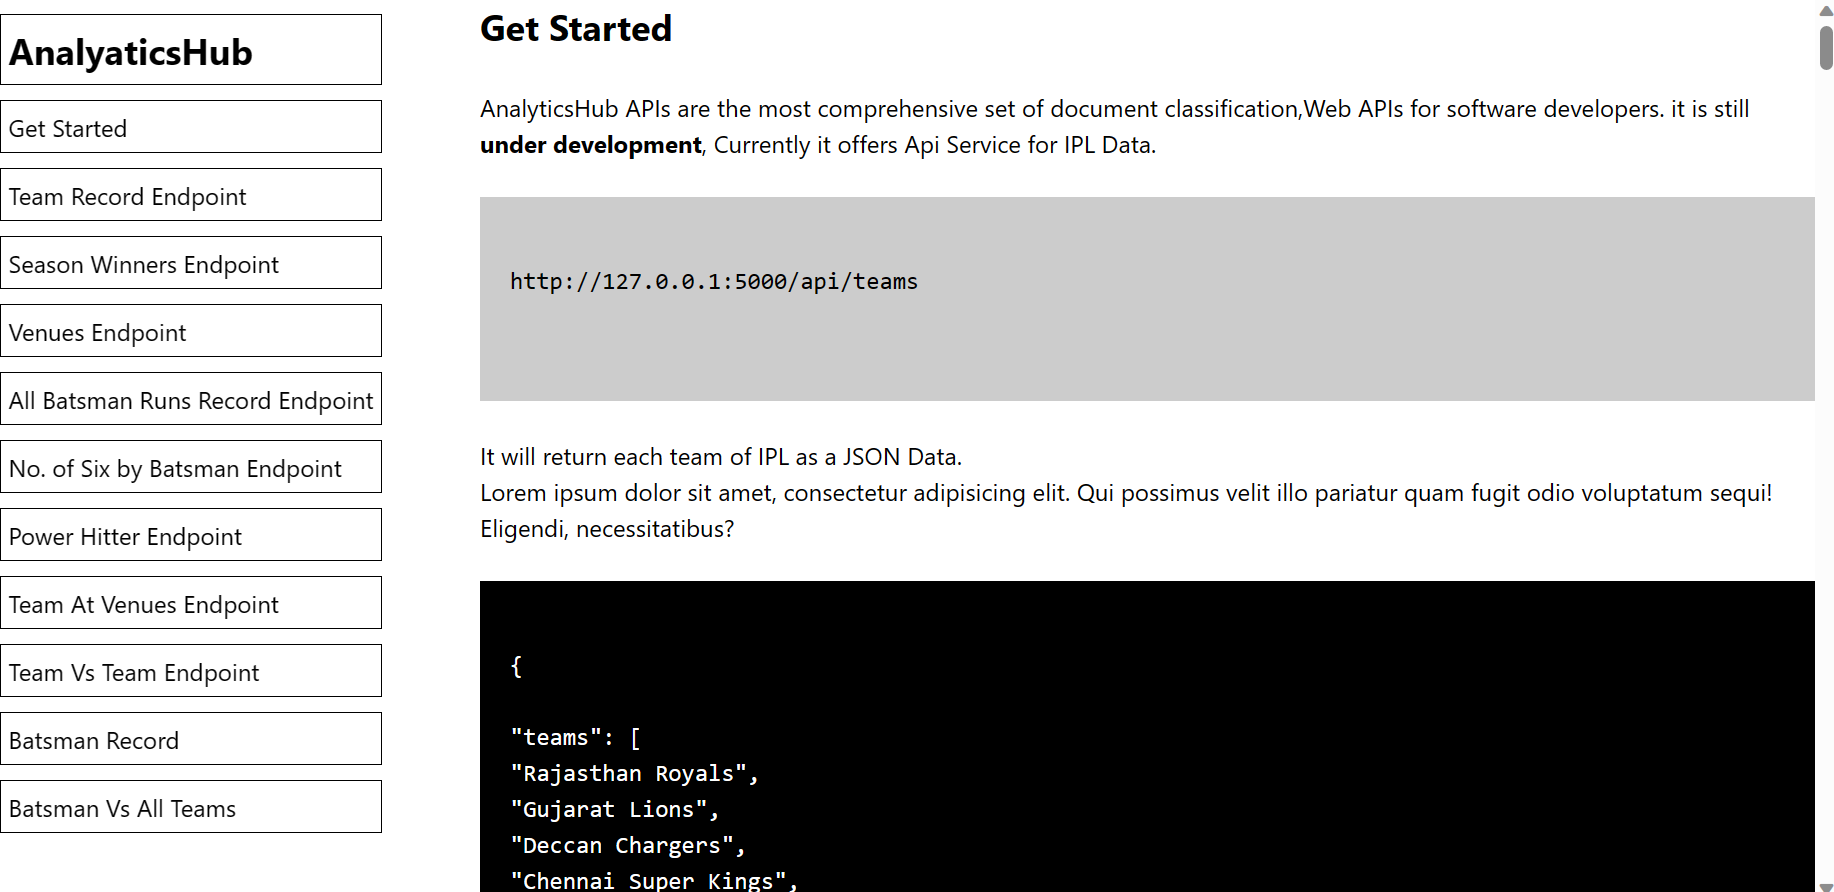 AnalyaticsHub
Get Started
Team Record Endpoint
Season Winners Endpoint
Venues Endpoint
All Batsman Runs Record Endpoint
No. of Six by Batsman Endpoint
Power Hitter Endpoint
Team At Venues Endpoint
Team Vs Team Endpoint
Batsman Record
Batsman Vs All Teams
Get Started
AnalyticsHub APIs are the most comprehensive set of document classification,Web APIs for software developers. it is still
under development, Currently it offers Api Service for IPL Data.
http://127.0.0.1:5000/api/teams
It will return each team of IPL as a JSON Data.
Lorem ipsum dolor sit amet, consectetur adipisicing elit. Qui possimus velit illo pariatur quam fugit odio voluptatum sequi!
Eligendi, necessitatibus?
{
"teams": [
"Rajasthan Royals",
"Gujarat Lions",
"Deccan Chargers",
"Chennai Super Kings",